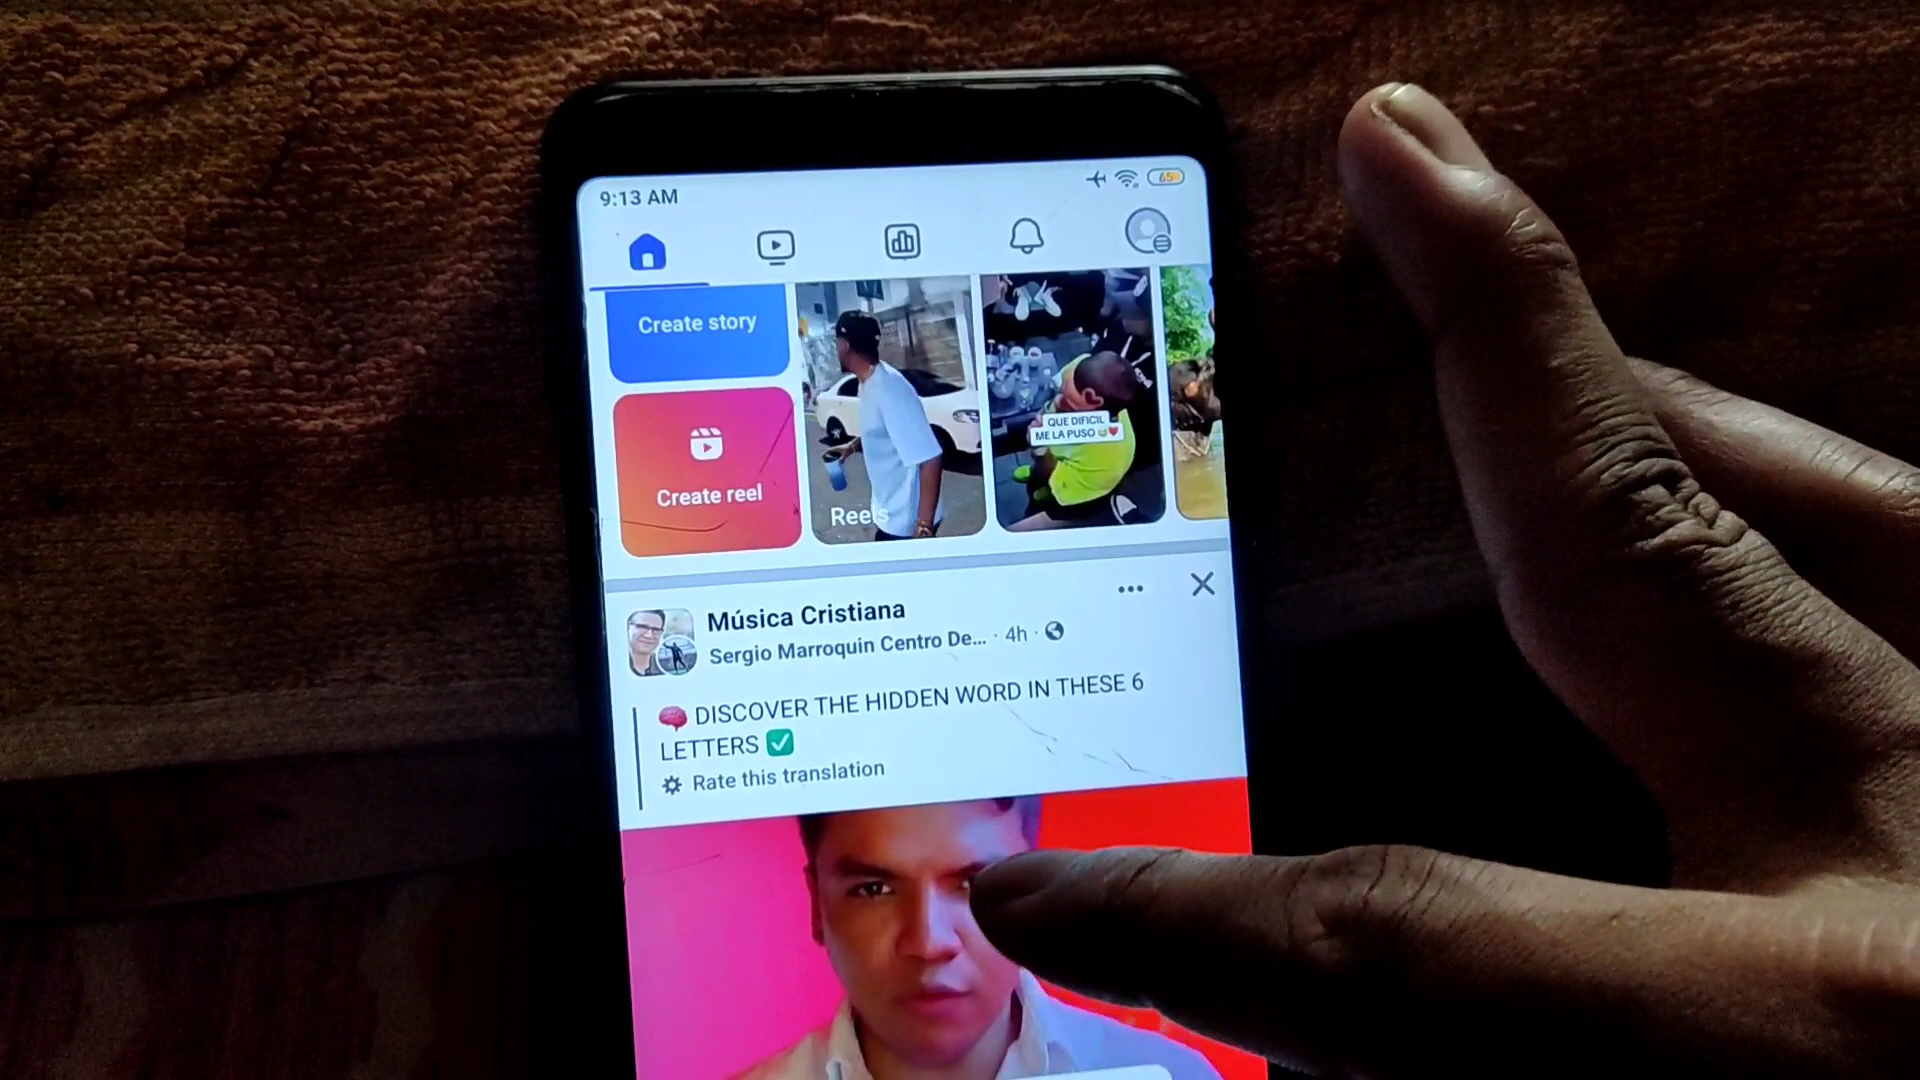 9:13 AM
65
Create story
Create reel
Reels
QUE DIFICIL
ME LA PUSO
Música Cristiana
Sergio Marroquin Centro De... · 4h ·
DISCOVER THE HIDDEN WORD IN THESE 6
LETTERS
Rate this translation